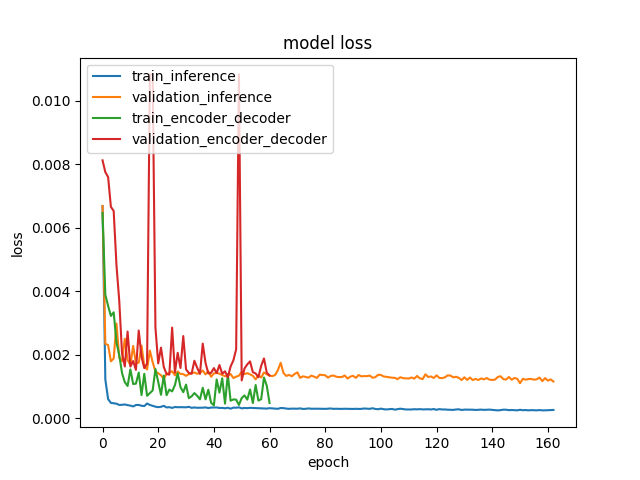 model loss
train_inference
validation_inference
train_encoder_decoder
validation_encoder_decoder
0.010
0.008
0.006
0.004
0.002
0.000
loss
0 20 40 60 80 100 120 140 160
epoch